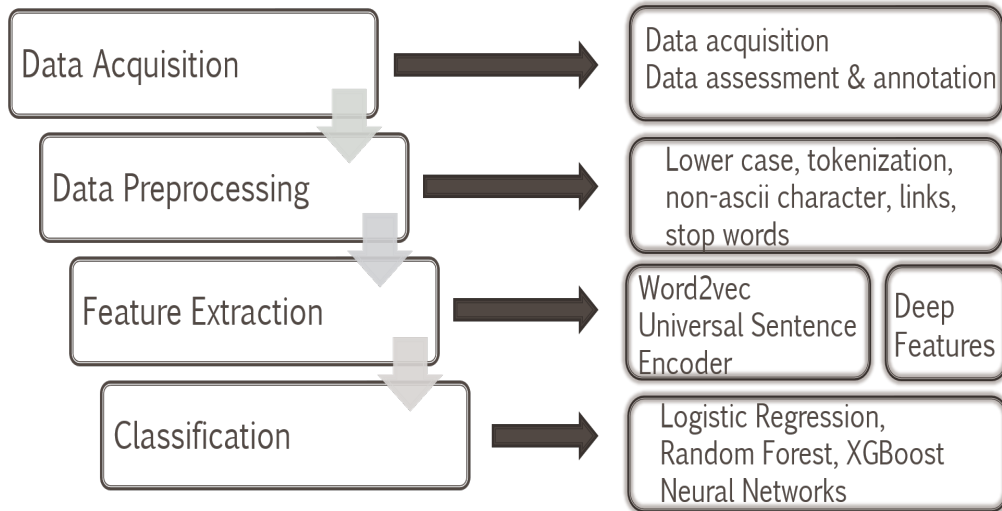 Data Acquisition
Data acquisition
Data assessment & annotation
Data Preprocessing
Lower case, tokenization,
non-ascii character, links,
stop words
Feature Extraction
Word2vec
Universal Sentence
Encoder
Deep
Features
Classification
Logistic Regression,
Random Forest, XGBoost
Neural Networks